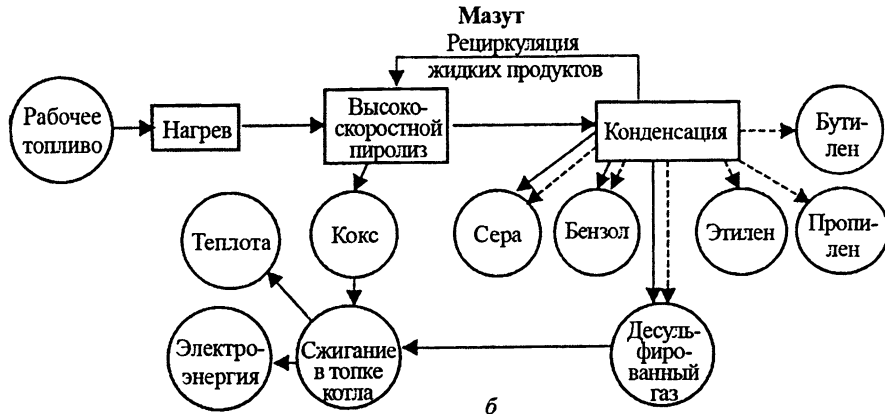 Мазут
Рециркуляция
жидких продуктов
Рабочее
топливо
Нагрев
Высоко-
скоростной
пиролиз
Конденсация
Бути-
лен
Теплота
Кокс
Сера
Бензол
Этилен
Пропи-
лен
Электро-
энергия
Сжигание
в топке
котла
Десуль-
фиро-
ванный
газ
б